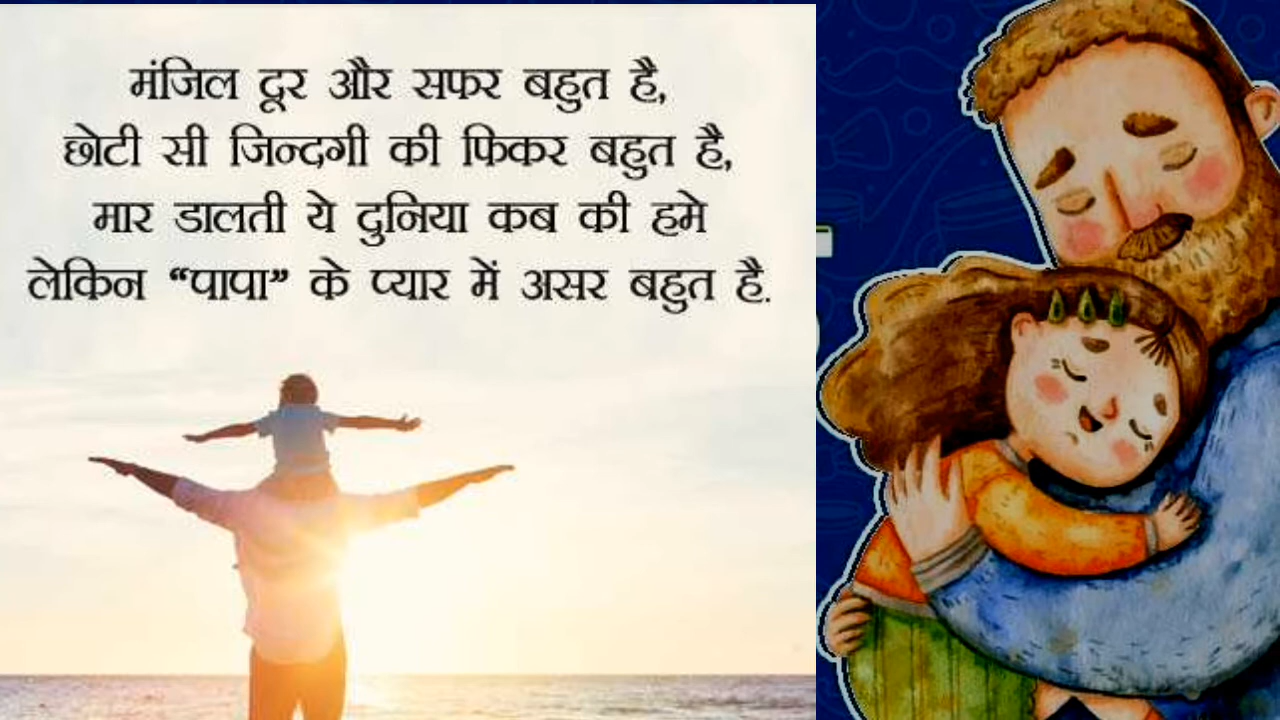 मंजिल दूर और सफर बहुत है,
छोटी सी जिन्दगी की फिकर बहुत है,
मार डालती ये दुनिया कब की हमे
लेकिन “पापा” के प्यार में असर बहुत है.